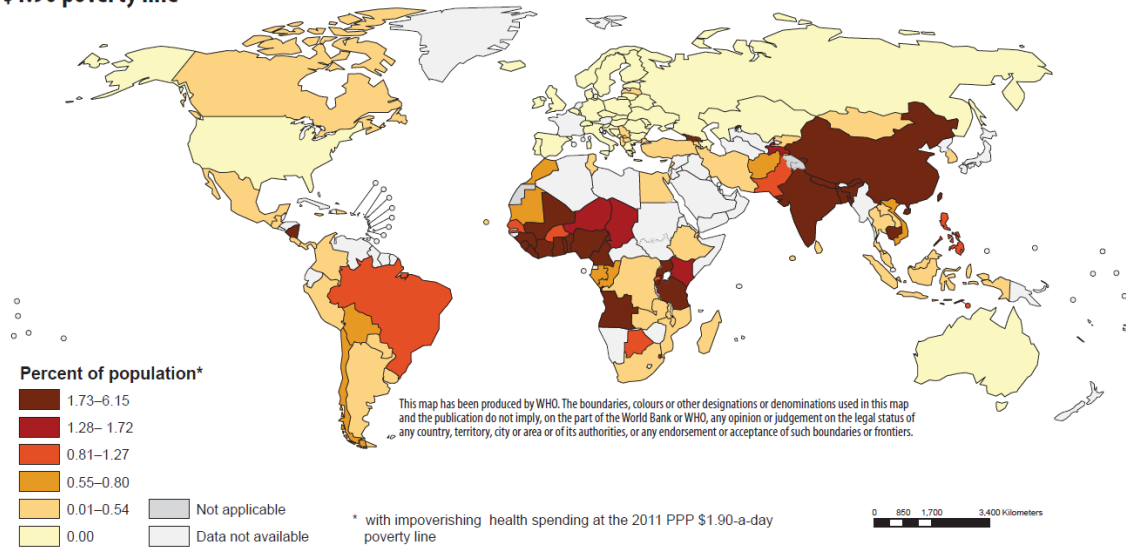 $1.90 poverty line
Percent of population*
1.73–6.15
1.28– 1.72
0.81–1.27
0.55–0.80
0.01–0.54
0.00
Not applicable
Data not available
This map has been produced by WHO. The boundaries, colours or other designations or denominations used in this map
and the publication do not imply, on the part of the World Bank or WHO, any opinion or judgement on the legal status of
any country, territory, city or area or of its authorities, or any endorsement or acceptance of such boundaries or frontiers.
* with impoverishing health spending at the 2011 PPP $1.90-a-day
poverty line
0 850 1,700 3,400 Kilometers